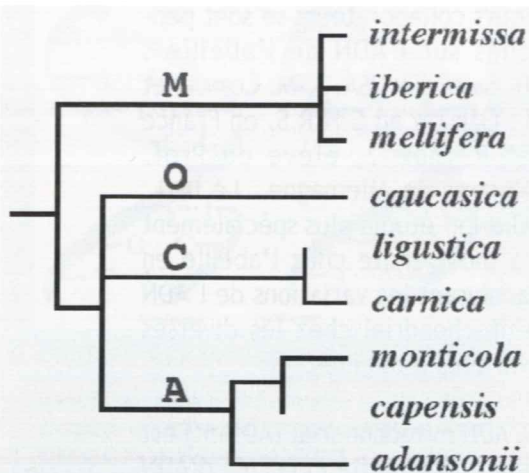 intermissa
M
iberica
mellifera
O
caucasica
ligustica
C
carnica
monticola
A
capensis
adansonii